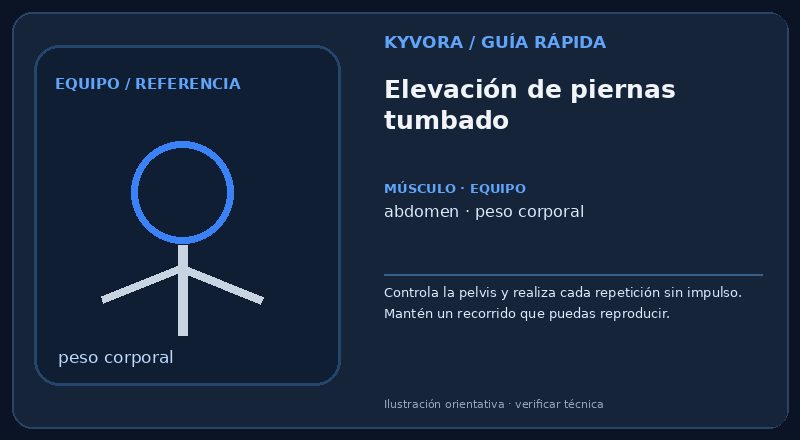 EQUIPO / REFERENCIA
peso corporal
KYVORA / GUÍA RÁPIDA
Elevación de piernas
tumbado
MÚSCULO · EQUIPO
abdomen · peso corporal
Controla la pelvis y realiza cada repetición sin impulso.
Mantén un recorrido que puedas reproducir.
Ilustración orientativa · verificar técnica